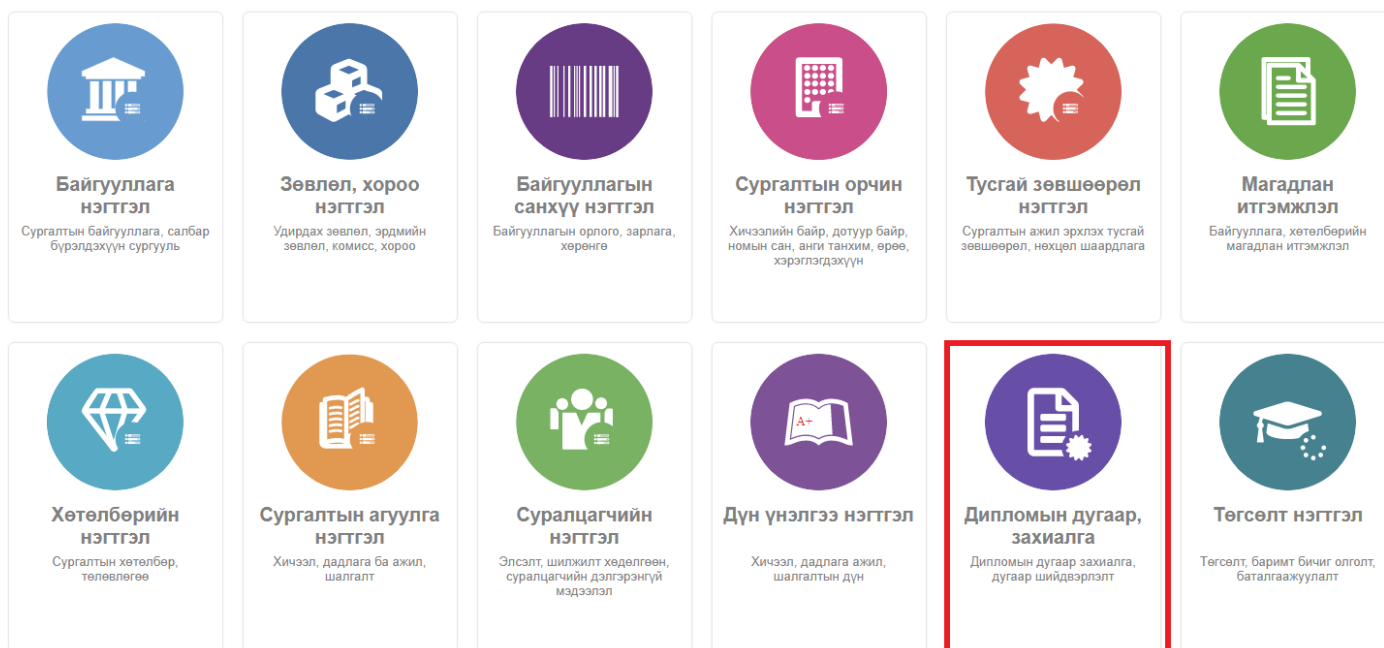 Байгууллага
нэгтгэл
Сургалтын байгууллага, салбар
бүрэлдэхүүн сургууль
Зөвлөл, хороо
нэгтгэл
Удирдах зөвлөл, эрдмийн
зөвлөл, комисс, хороо
Байгууллагын
санхүү нэгтгэл
Байгууллагын орлого, зарлага,
хөрөнгө
Сургалтын орчин
нэгтгэл
Хичээлийн байр, дотуур байр,
номын сан, анги танхим, өрөө,
хэрэглэгдэхүүн
Тусгай зөвшөөрөл
нэгтгэл
Сургалтын ажил эрхлэх тусгай
зөвшөөрөл, нөхцөл шаардлага
Магадлан
итгэмжлэл
Байгууллага, хөтөлбөрийн
магадлан итгэмжлэл
Хөтөлбөрийн
нэгтгэл
Сургалтын хөтөлбөр,
төлөвлөгөө
Сургалтын агуулга
нэгтгэл
Хичээл, дадлага ба ажил,
шалгалт
Суралцагчийн
нэгтгэл
Элсэлт, шилжилт хөдөлгөөн,
суралцагчийн дэлгэрэнгүй
мэдээлэл
A+
Дүн үнэлгээ нэгтгэл
Хичээл, дадлага ажил,
шалгалтын дүн
Дипломын дугаар,
захиалга
Дипломын дугаар захиалга,
дугаар шийдвэрлэлт
Төгсөлт нэгтгэл
Төгсөлт, баримт бичиг олголт,
баталгаажуулалт